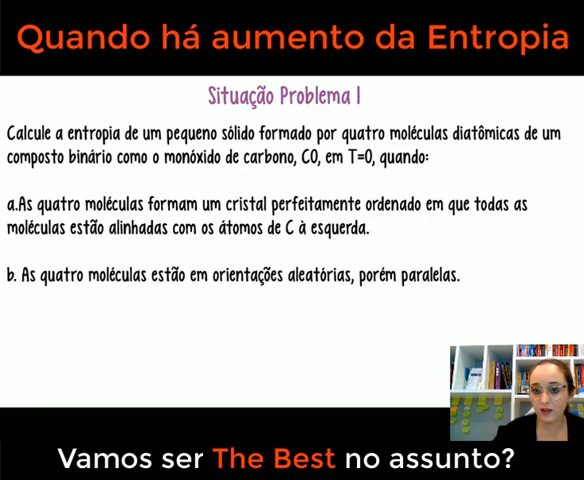 Quando há aumento da Entropia
Situação Problema 1
Calcule a entropia de um pequeno sólido formado por quatro moléculas diatômicas de um
composto binário como o monóxido de carbono, CO, em T=0, quando:
a.As quatro moléculas formam um cristal perfeitamente ordenado em que todas as
moléculas estão alinhadas com os átomos de C à esquerda.
b. As quatro moléculas estão em orientações aleatórias, porém paralelas.
Vamos ser The Best no assunto?